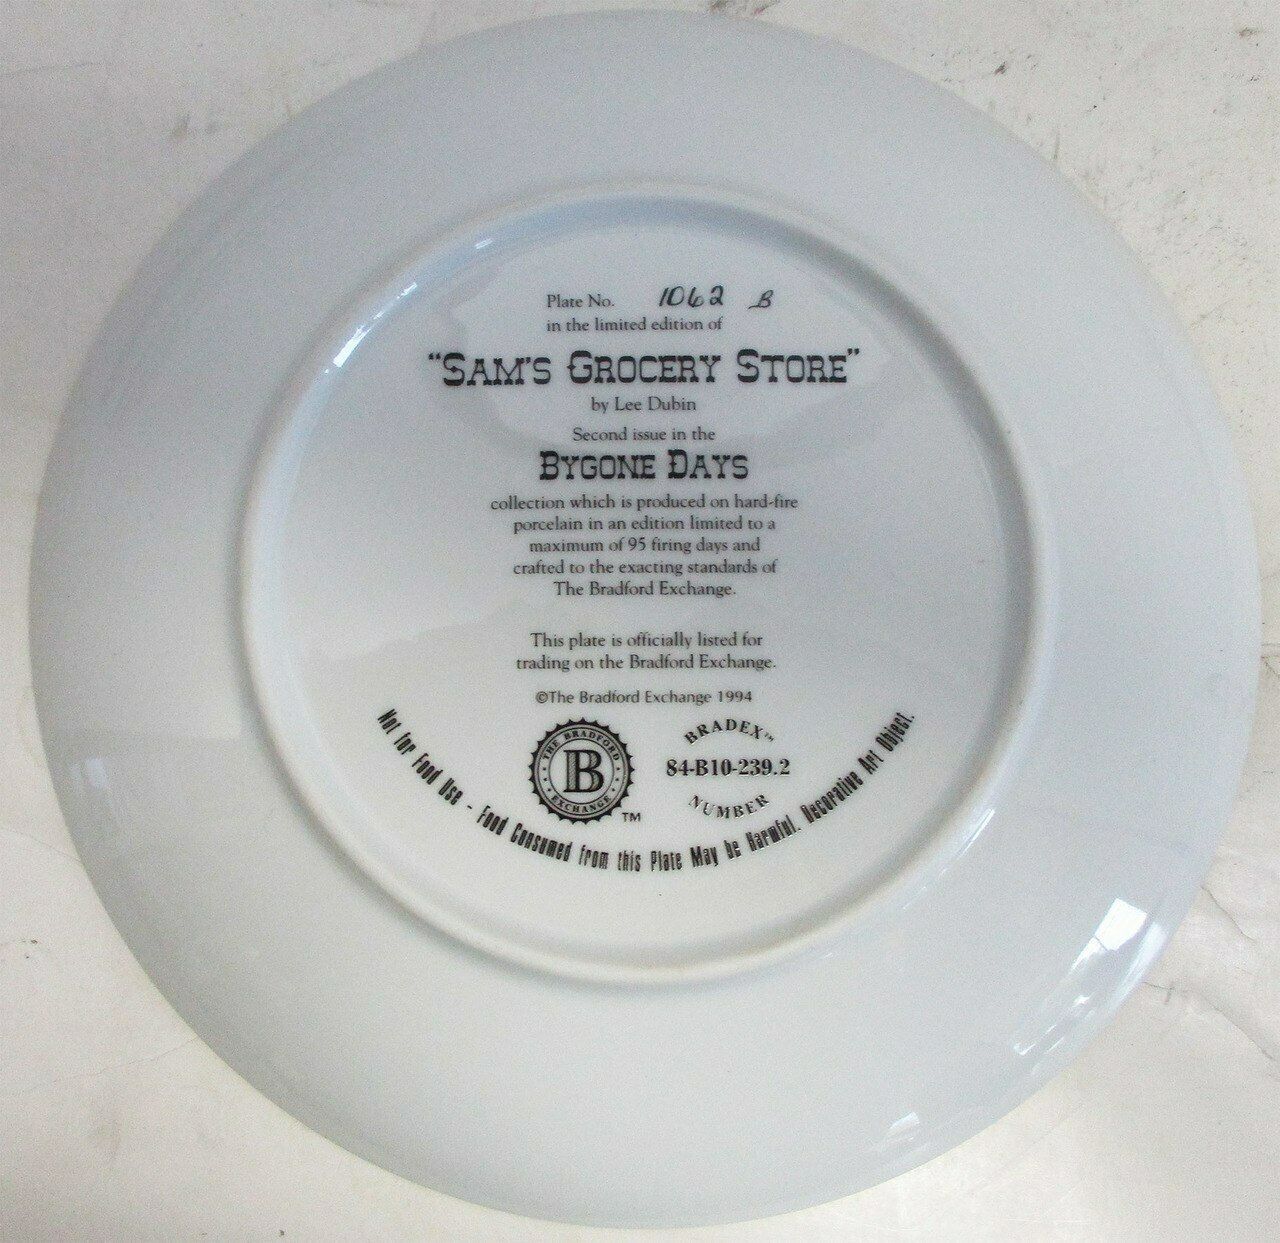 Plate No. 1062 B
in the limited edition of
"SAM'S GROCERY STORE"
by Lee Dubin
Second issue in the
BYGONE DAYS
collection which is produced on hard-fire
porcelain in an edition limited to a
maximum of 95 firing days and
crafted to the exacting standards of
The Bradford Exchange.
This plate is officially listed for
trading on the Bradford Exchange.
©The Bradford Exchange 1994
THE BRADFORD
B
EXCHANGE
TM
BRADEX™
84-B10-239.2
NUMBER
Not for Food Use - Food Consumed from this Plate May be Harmful. Decorative Art Object.